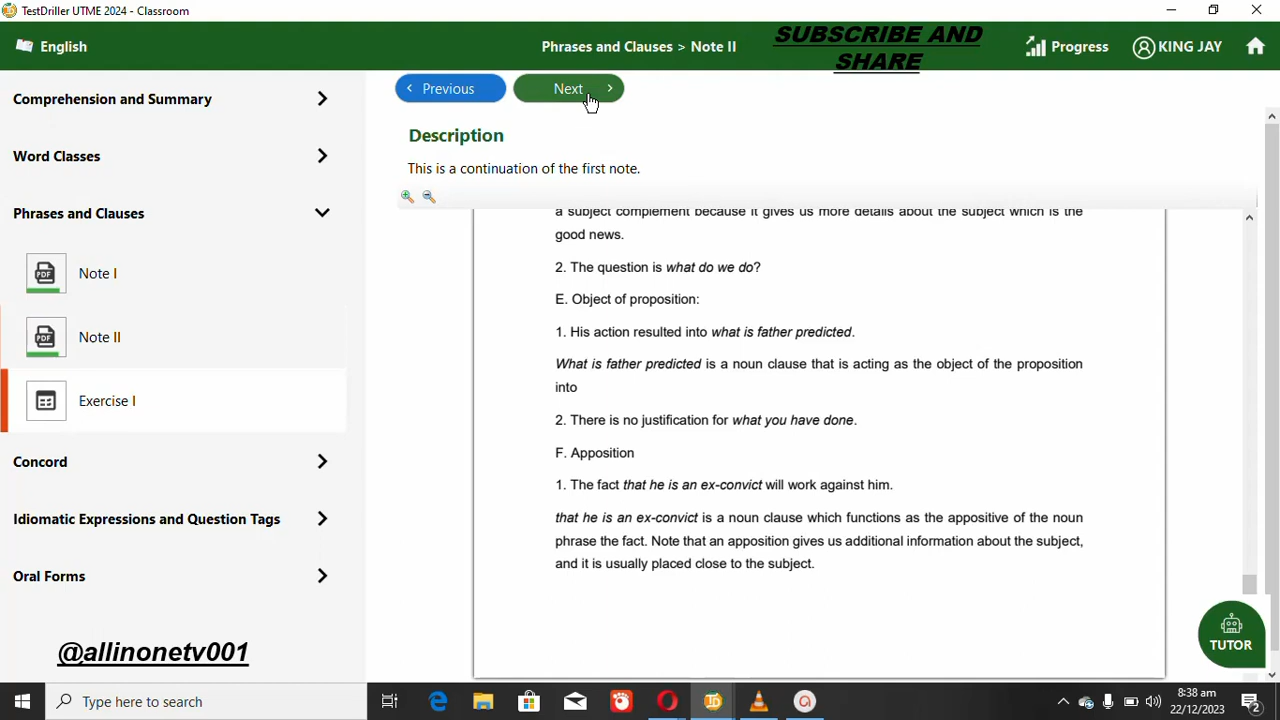 TestDriller UTME 2024 - Classroom
English
Phrases and Clauses > Note II
SUBSCRIBE AND
SHARE
Progress
KING JAY
Comprehension and Summary
Word Classes
Phrases and Clauses
PDF
Note I
PDF
Note II
Exercise I
Concord
Idiomatic Expressions and Question Tags
Oral Forms
@allinonetv001
Previous
Next
Description
This is a continuation of the first note.
a subject complement because it gives us more details about the subject which is the
good news.
2. The question is what do we do?
E. Object of proposition:
1. His action resulted into what is father predicted.
What is father predicted is a noun clause that is acting as the object of the proposition
into
2. There is no justification for what you have done.
F. Apposition
1. The fact that he is an ex-convict will work against him.
that he is an ex-convict is a noun clause which functions as the appositive of the noun
phrase the fact. Note that an apposition gives us additional information about the subject,
and it is usually placed close to the subject.
TUTOR
Type here to search
8:38 am
22/12/2023
2